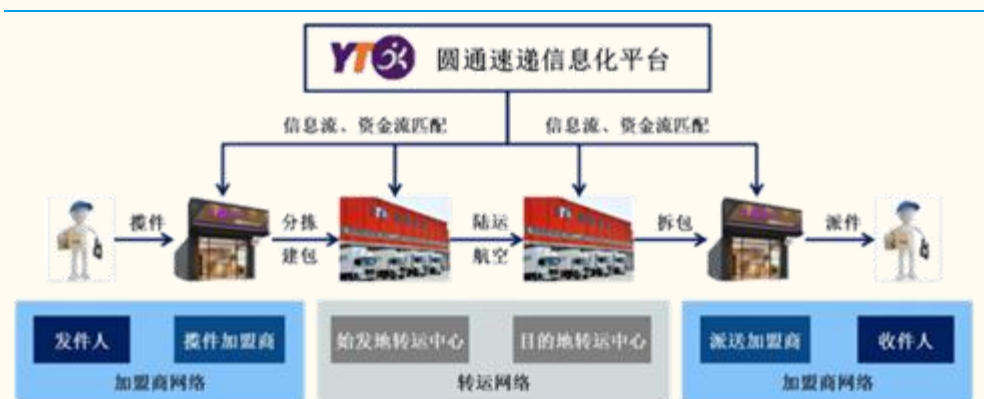 YTO 圆通速递信息化平台
信息流、资金流匹配
信息流、资金流匹配
揽件
分拣
建包
陆运
航空
拆包
派件
发件人
揽件加盟商
始发地转运中心
目的地转运中心
派送加盟商
收件人
加盟商网络
转运网络
加盟商网络